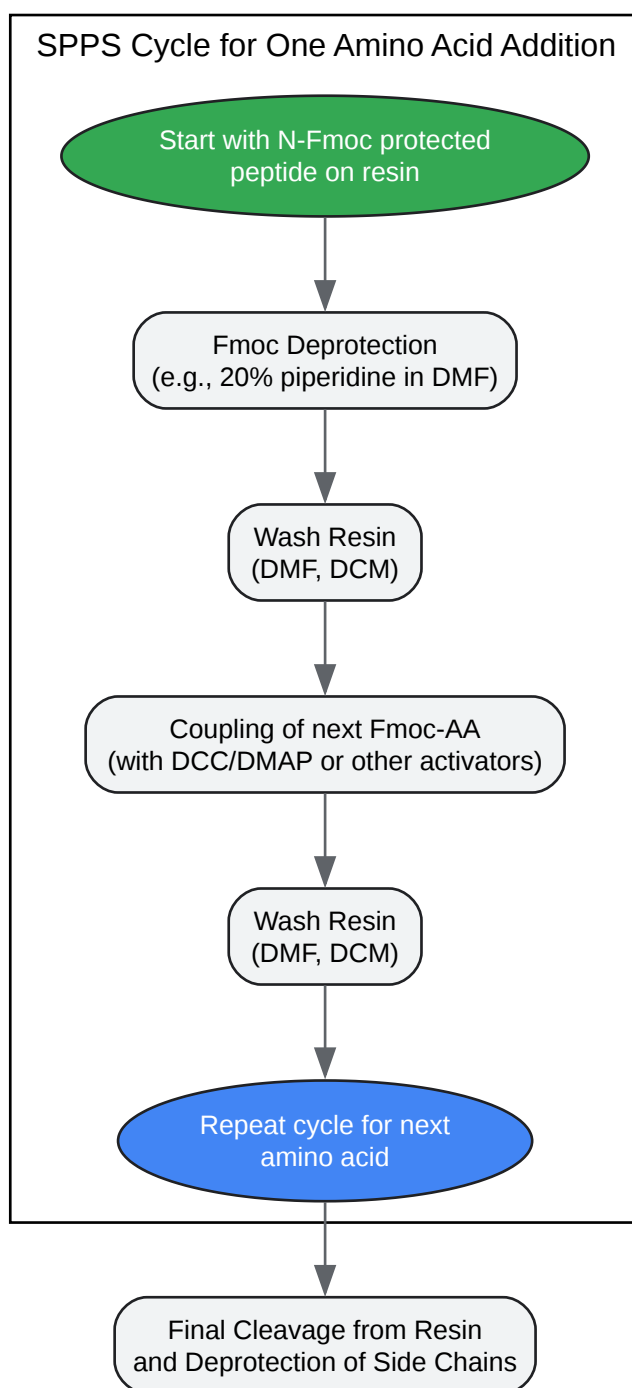 SPPS Cycle for One Amino Acid Addition
Start with N-Fmoc protected
peptide on resin
Fmoc Deprotection
(e.g., 20% piperidine in DMF)
Wash Resin
(DMF, DCM)
Coupling of next Fmoc-AA
(with DCC/DMAP or other activators)
Wash Resin
(DMF, DCM)
Repeat cycle for next
amino acid
Final Cleavage from Resin
and Deprotection of Side Chains